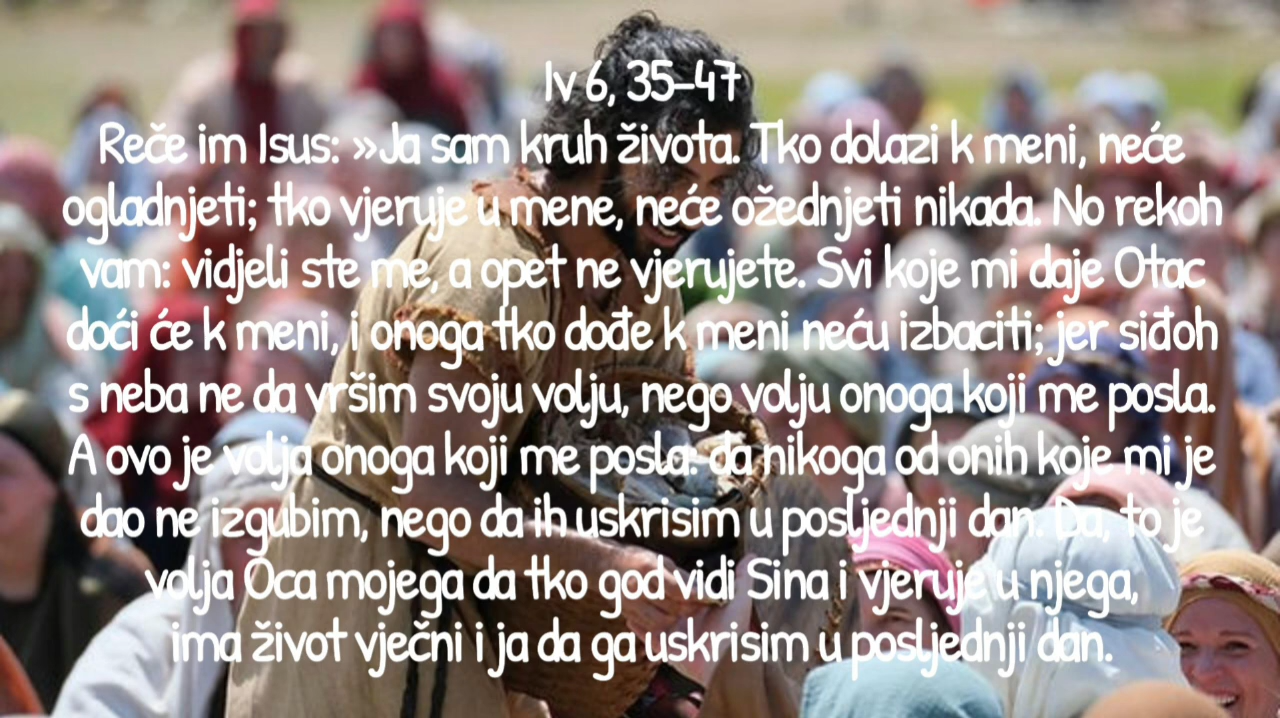 Iv 6, 35–47
Reče im Isus: »Ja sam kruh života. Tko dolazi k meni, neće
ogladnjeti; tko vjeruje u mene, neće ožednjeti nikada. No rekoh
vam: vidjeli ste me, a opet ne vjerujete. Svi koje mi daje Otac
doći će k meni, i onoga tko dođe k meni neću izbaciti; jer siđoh
s neba ne da vršim svoju volju, nego volju onoga koji me posla.
A ovo je volja onoga koji me posla: da nikoga od onih koje mi je
dao ne izgubim, nego da ih uskrisim u posljednji dan. Da, to je
volja Oca mojega da tko god vidi Sina i vjeruje u njega,
ima život vječni i ja da ga uskrisim u posljednji dan.